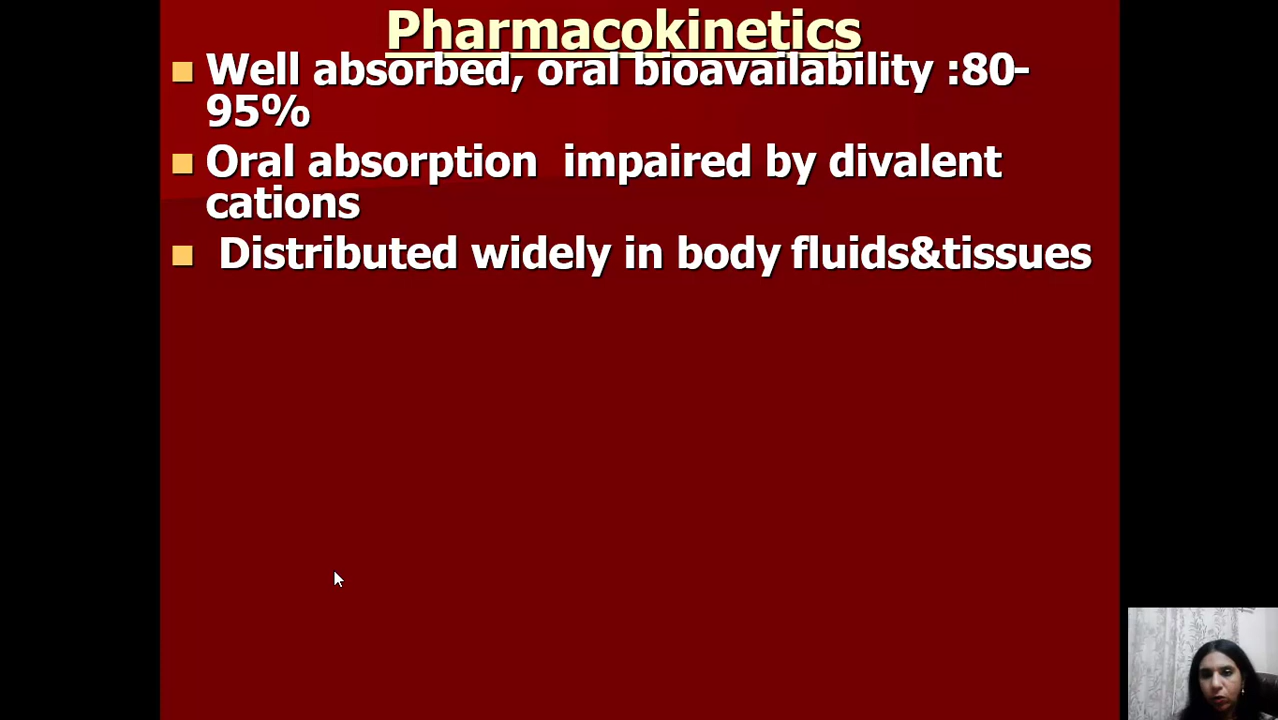 Pharmacokinetics
Well absorbed, oral bioavailability :80-
95%
Oral absorption  impaired by divalent
cations
Distributed widely in body fluids&tissues